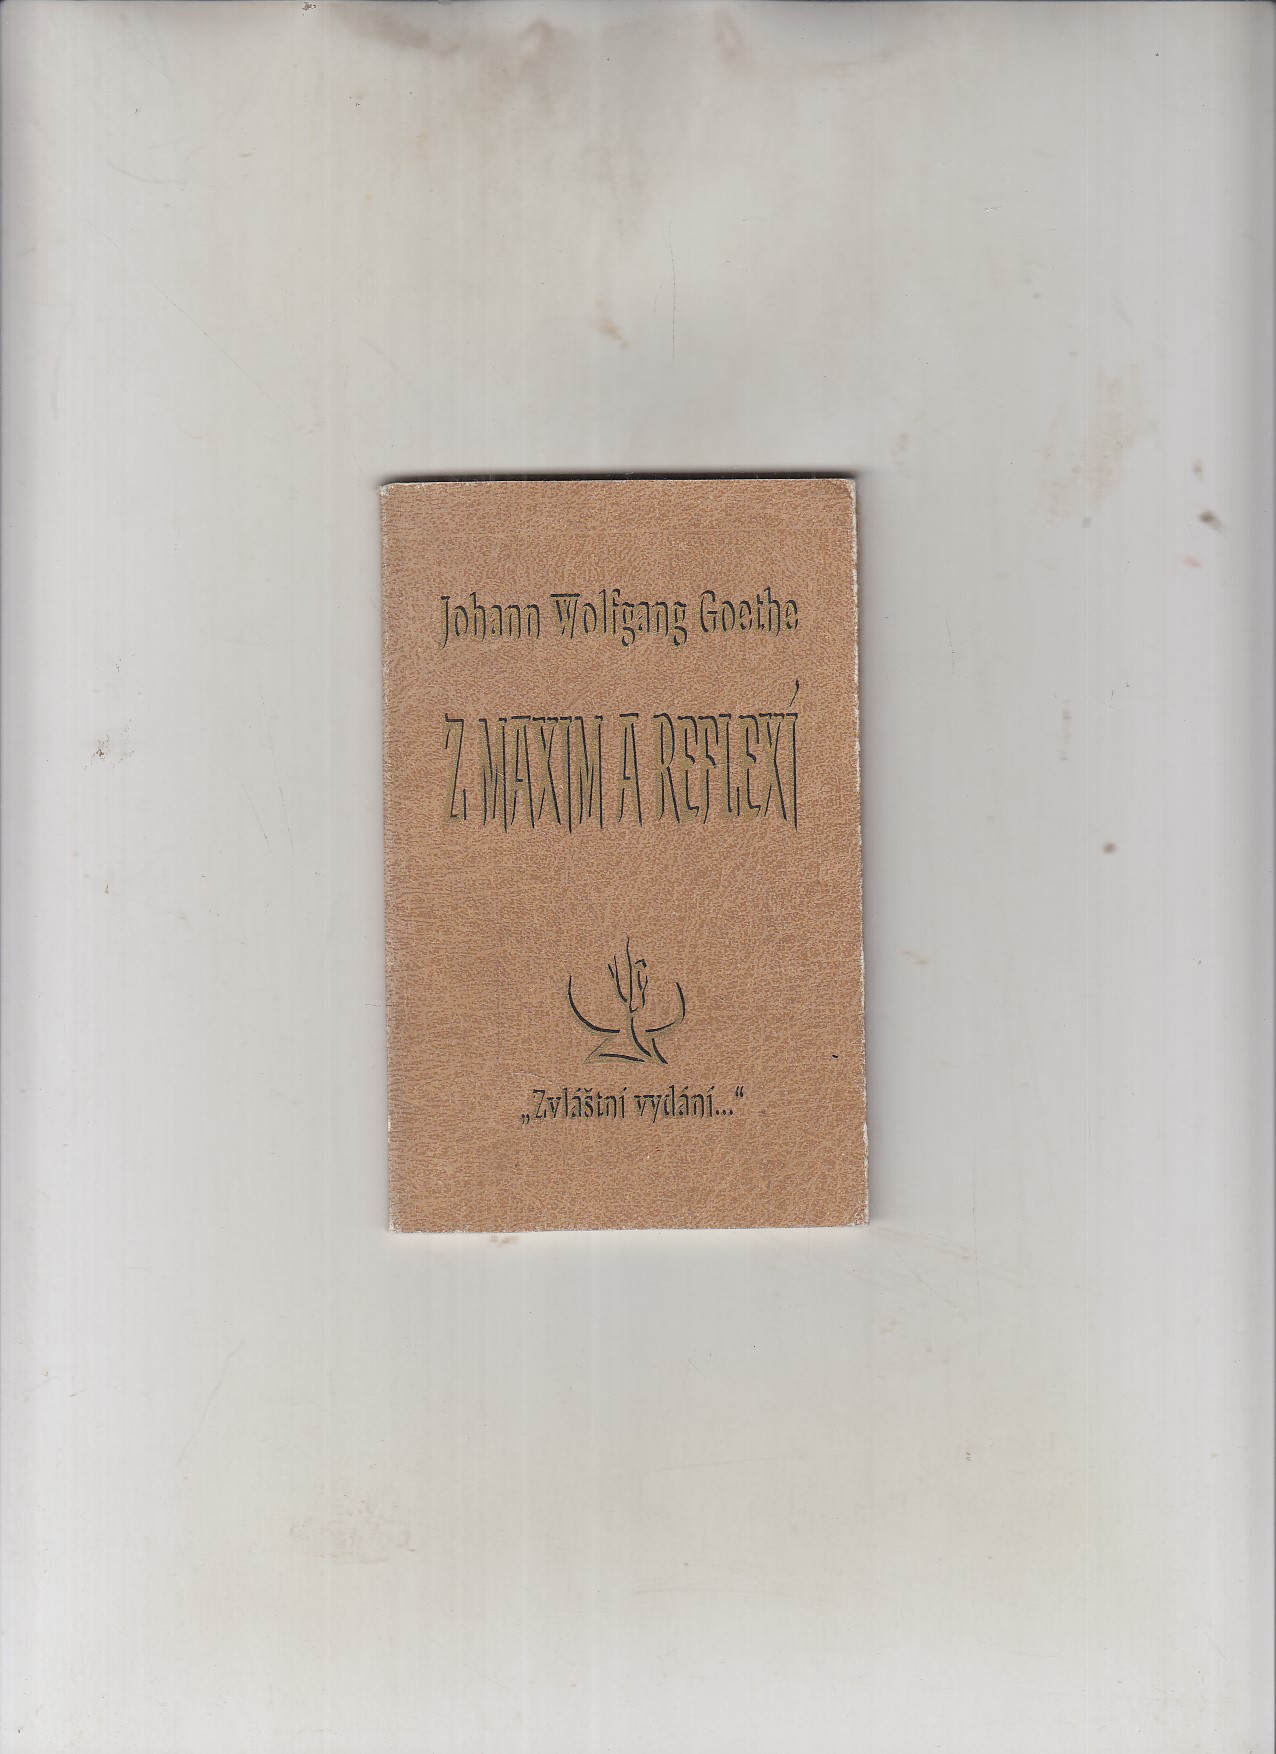 Johann Wolfgang Goethe
Z MAXIM A REFLEXÍ
„Zvláštní vydání...“